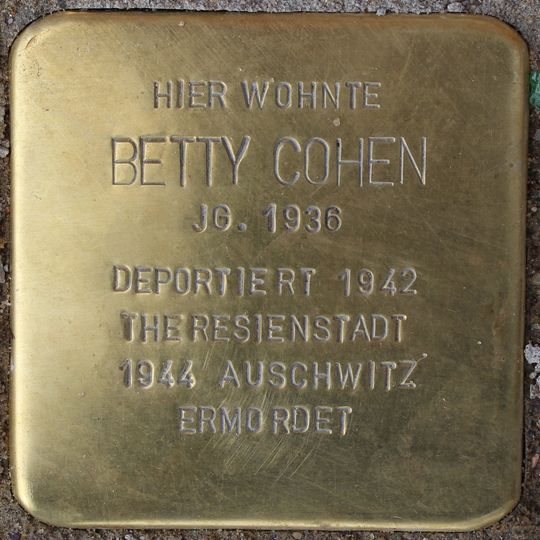 HIER WOHNTE
BETTY COHEN
JG. 1936
DEPORTIERT 1942
THERESIENSTADT
1944 AUSCHWITZ
ERMORDET